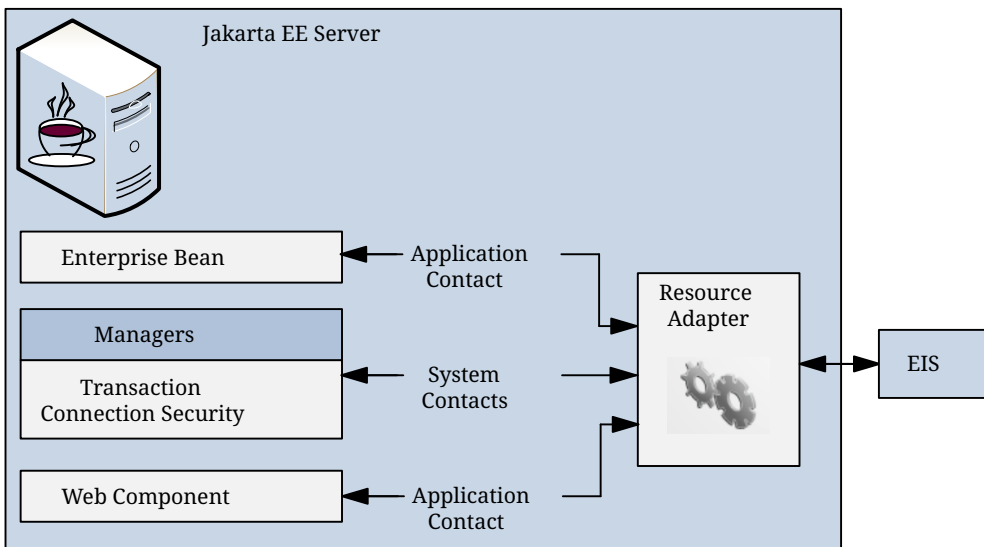 Jakarta EE Server
Enterprise Bean
Application
Contact
Resource
Adapter
Managers
Transaction
Connection Security
System
Contacts
EIS
Web Component
Application
Contact